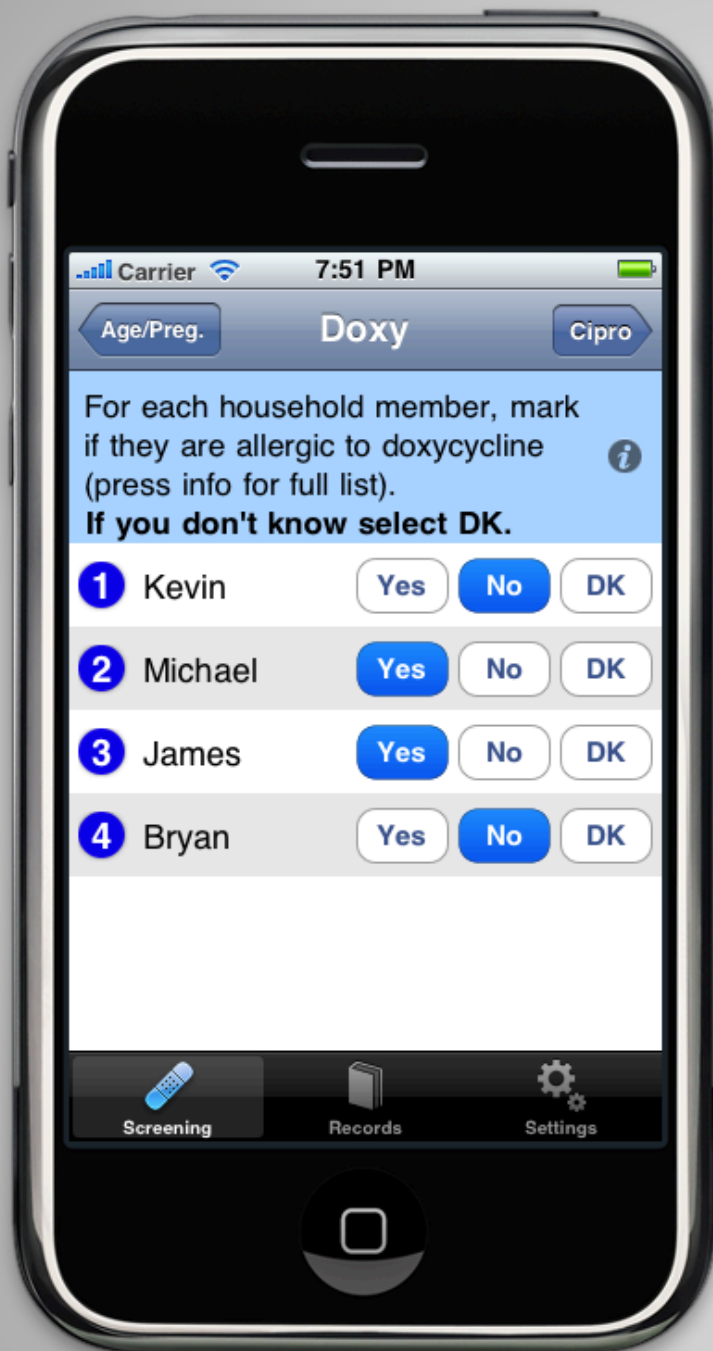 Carrier 7:51 PM
Age/Preg. Doxy Cipro
For each household member, mark
if they are allergic to doxycycline
(press info for full list).
If you don't know select DK.
1 Kevin Yes No DK
2 Michael Yes No DK
3 James Yes No DK
4 Bryan Yes No DK
Screening Records Settings